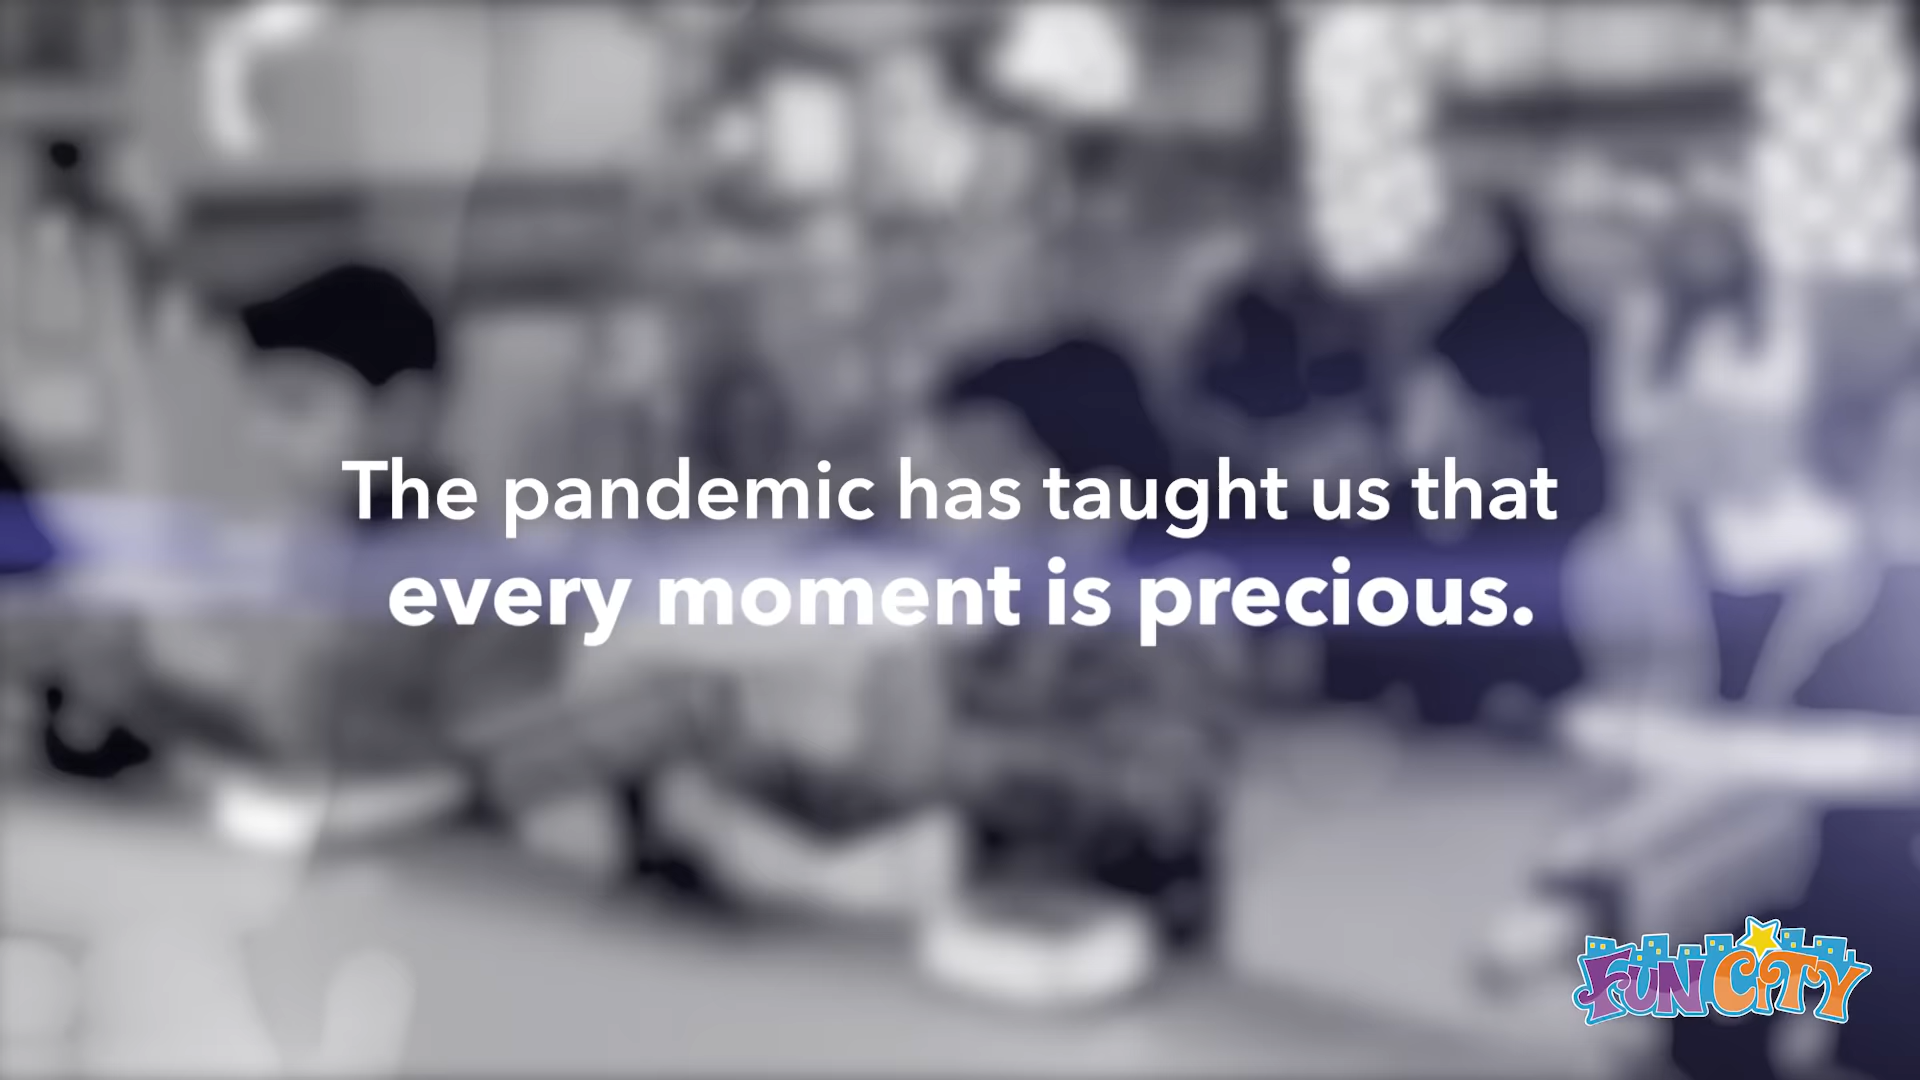 The pandemic has taught us that
every moment is precious.
FUN CITY